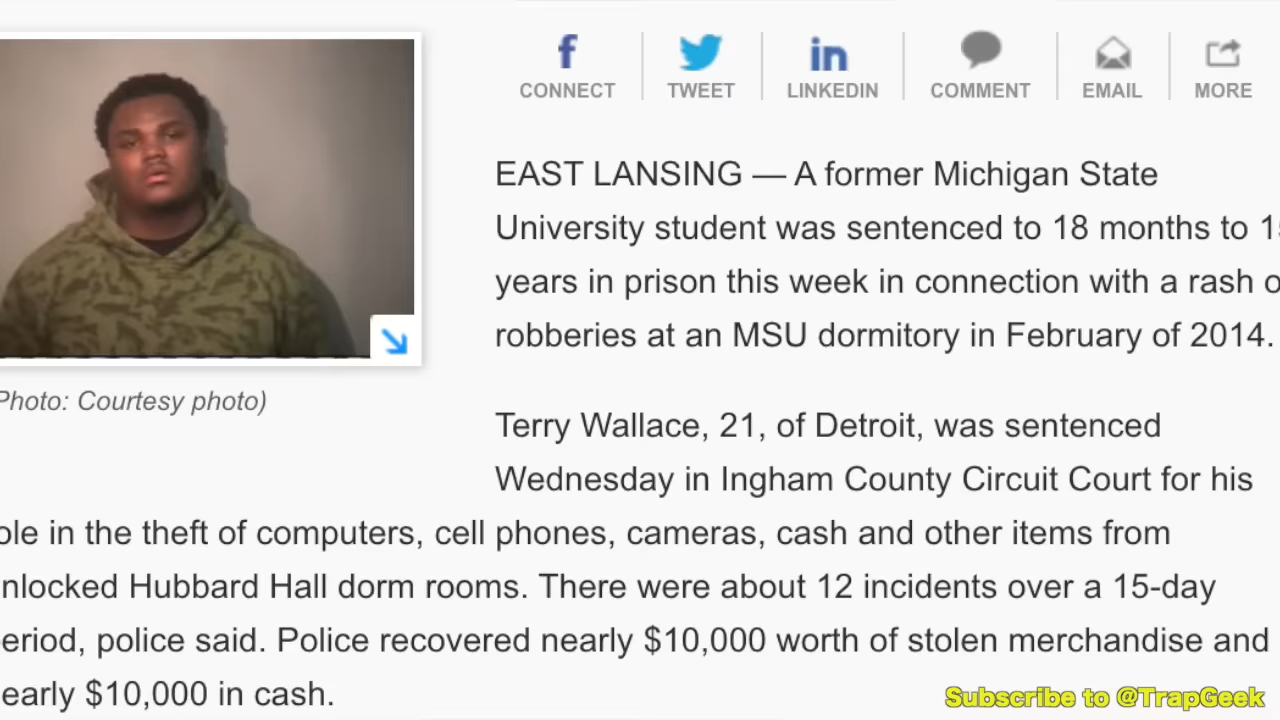 CONNECT
TWEET
LINKEDIN
COMMENT
EMAIL
MORE
EAST LANSING — A former Michigan State
University student was sentenced to 18 months to
years in prison this week in connection with a rash
robberies at an MSU dormitory in February of 2014.
Photo: Courtesy photo)
Terry Wallace, 21, of Detroit, was sentenced
Wednesday in Ingham County Circuit Court for his
in the theft of computers, cell phones, cameras, cash and other items from
Hubbard Hall dorm rooms. There were about 12 incidents over a 15-day
police said. Police recovered nearly $10,000 worth of stolen merchandise and
$10,000 in cash.
Subscribe to @TrapGeek